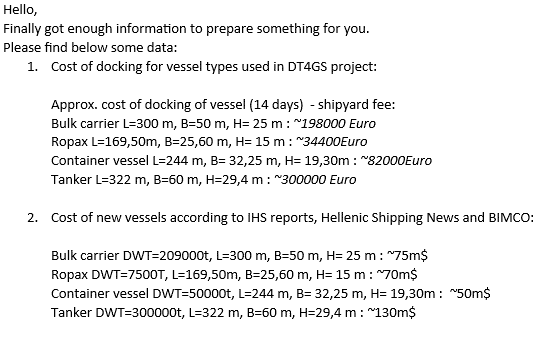 Hello,
Finally got enough information to prepare something for you.
Please find below some data:
1. Cost of docking for vessel types used in DT4GS project:
Approx. cost of docking of vessel (14 days) - shipyard fee:
Bulk carrier L=300 m, B=50 m, H= 25 m : ~198000 Euro
Ropax L=169,50m, B=25,60 m, H= 15 m : ~34400Euro
Container vessel L=244 m, B= 32,25 m, H= 19,30m : ~82000Euro
Tanker L=322 m, B=60 m, H=29,4 m : ~300000 Euro
2. Cost of new vessels according to IHS reports, Hellenic Shipping News and BIMCO:
Bulk carrier DWT=209000t, L=300 m, B=50 m, H= 25 m : ~75m$
Ropax DWT=7500T, L=169,50m, B=25,60 m, H= 15 m : ~70m$
Container vessel DWT=50000t, L=244 m, B= 32,25 m, H= 19,30m : ~50m$
Tanker DWT=300000t, L=322 m, B=60 m, H=29,4 m : ~130m$